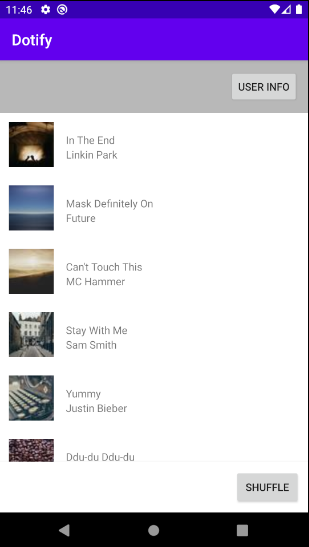 11:46
Dotify
USER INFO
In The End
Linkin Park
Mask Definitely On
Future
Can't Touch This
MC Hammer
Stay With Me
Sam Smith
Yummy
Justin Bieber
Ddu-du Ddu-du
SHUFFLE